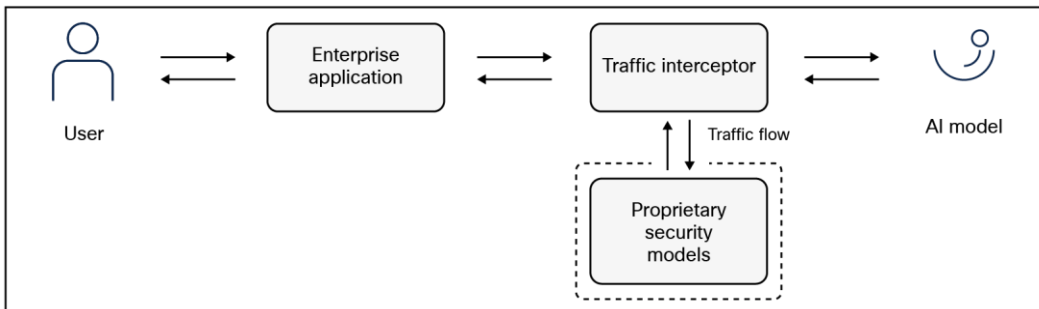 User
Enterprise
application
Traffic interceptor
AI model
Traffic flow
Proprietary
security
models